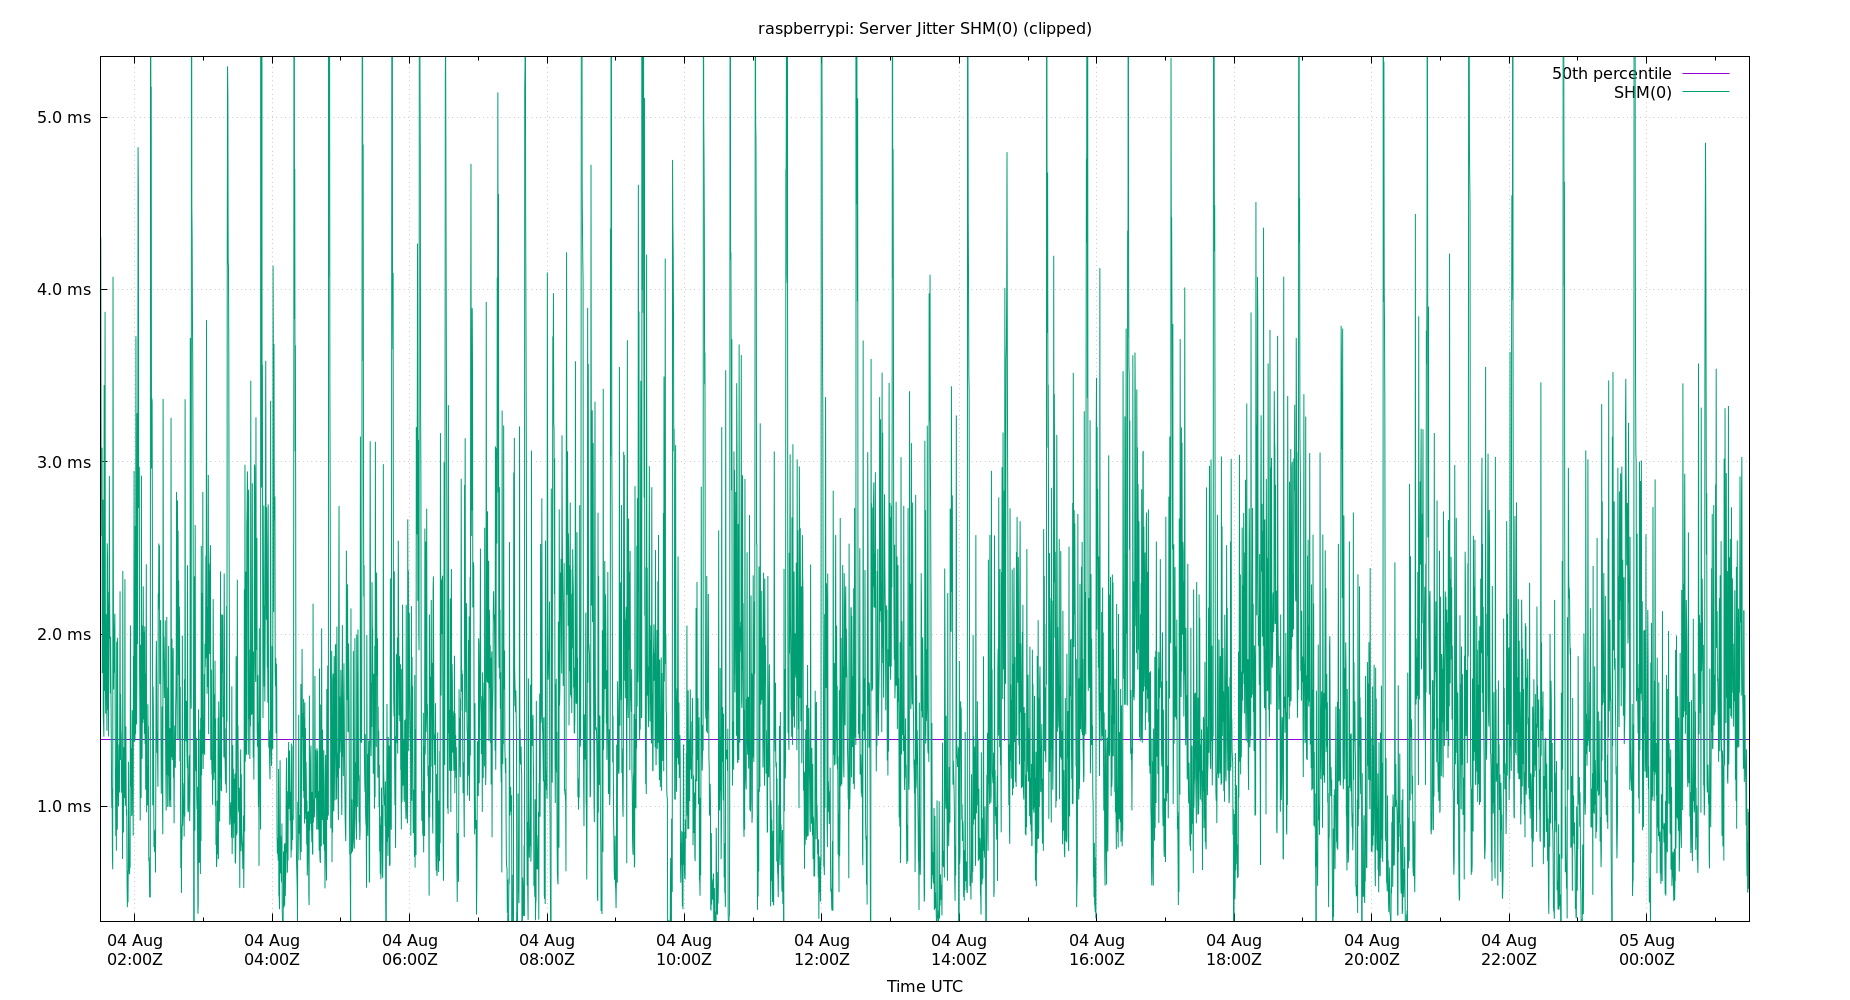 raspberrypi: Server Jitter SHM(0) (clipped)
50th percentile
SHM(0)
5.0 ms
4.0 ms
3.0 ms
2.0 ms
1.0 ms
04 Aug 04 Aug 04 Aug 04 Aug 04 Aug 04 Aug 04 Aug 04 Aug 04 Aug 04 Aug 04 Aug 05 Aug
02:00Z 04:00Z 06:00Z 08:00Z 10:00Z 12:00Z 14:00Z 16:00Z 18:00Z 20:00Z 22:00Z 00:00Z
Time UTC